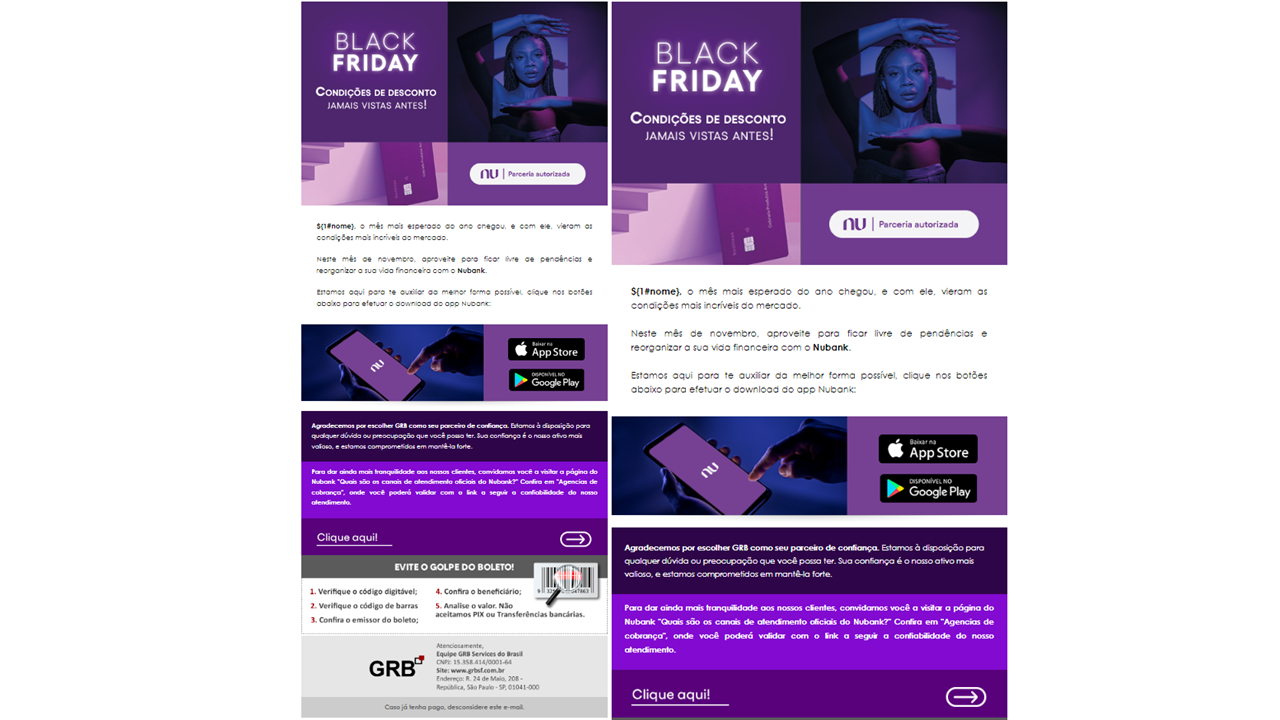 BLACK
FRIDAY
CONDIÇÕES DE DESCONTO
JAMAIS VISTAS ANTES!
nu | Parceria autorizada
${1#nome}, o mês mais esperado do ano chegou, e com ele, vieram as
condições mais incríveis do mercado.
Neste mês de novembro, aproveite para ficar livre de pendências e
reorganizar a sua vida financeira com o Nubank.
Estamos aqui para te auxiliar da melhor forma possível, clique nos botões
abaixo para efetuar o download do app Nubank:
nu
Baixar na
App Store
DISPONÍVEL NO
Google Play
Agradecemos por escolher GRB como seu parceiro de confiança. Estamos à disposição para
qualquer dúvida ou preocupação que você possa ter. Sua confiança é o nosso ativo mais
valioso, e estamos comprometidos em mantê-la forte.
Para dar ainda mais tranquilidade aos nossos clientes, convidamos você a visitar a página do
Nubank "Quais são os canais de atendimento oficiais do Nubank?" Confira em "Agencias de
cobrança", onde você poderá validar com o link a seguir a confiabilidade do nosso
atendimento.
Clique aqui!
EVITE O GOLPE DO BOLETO!
1. Verifique o código digitável;
2. Verifique o código de barras
3. Confira o emissor do boleto;
4. Confira o beneficiário;
5. Analise o valor. Não
aceitamos PIX ou Transferências bancárias.
GRB
Atenciosamente,
Equipe GRB Services do Brasil
CNPJ: 15.358.414/0001-64
Site: www.grbsf.com.br
Endereço: R. 24 de Maio, 208 -
República, São Paulo - SP, 01041-000
Caso já tenha pago, desconsidere este e-mail.
BLACK
FRIDAY
CONDIÇÕES DE DESCONTO
JAMAIS VISTAS ANTES!
nu | Parceria autorizada
${1#nome}, o mês mais esperado do ano chegou, e com ele, vieram as
condições mais incríveis do mercado.
Neste mês de novembro, aproveite para ficar livre de pendências e
reorganizar a sua vida financeira com o Nubank.
Estamos aqui para te auxiliar da melhor forma possível, clique nos botões
abaixo para efetuar o download do app Nubank:
nu
Baixar na
App Store
DISPONÍVEL NO
Google Play
Agradecemos por escolher GRB como seu parceiro de confiança. Estamos à disposição para
qualquer dúvida ou preocupação que você possa ter. Sua confiança é o nosso ativo mais
valioso, e estamos comprometidos em mantê-la forte.
Para dar ainda mais tranquilidade aos nossos clientes, convidamos você a visitar a página do
Nubank "Quais são os canais de atendimento oficiais do Nubank?" Confira em "Agencias de
cobrança", onde você poderá validar com o link a seguir a confiabilidade do nosso
atendimento.
Clique aqui!